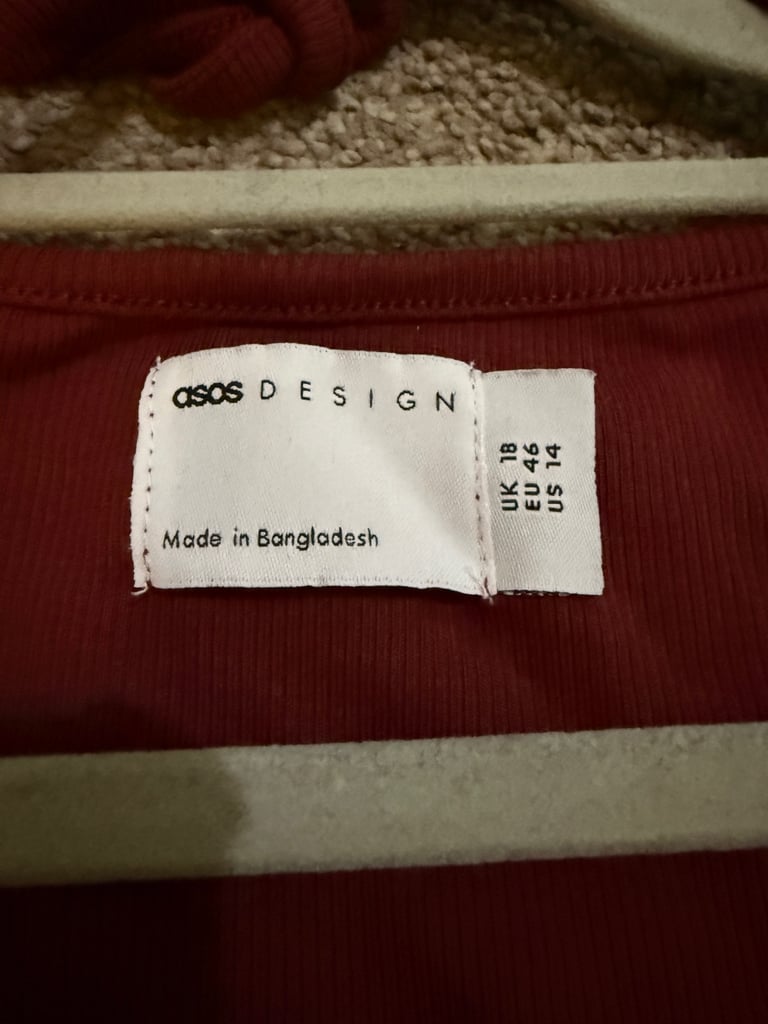 asos DESIGN
Made in Bangladesh
UK 18
EU 46
US 14